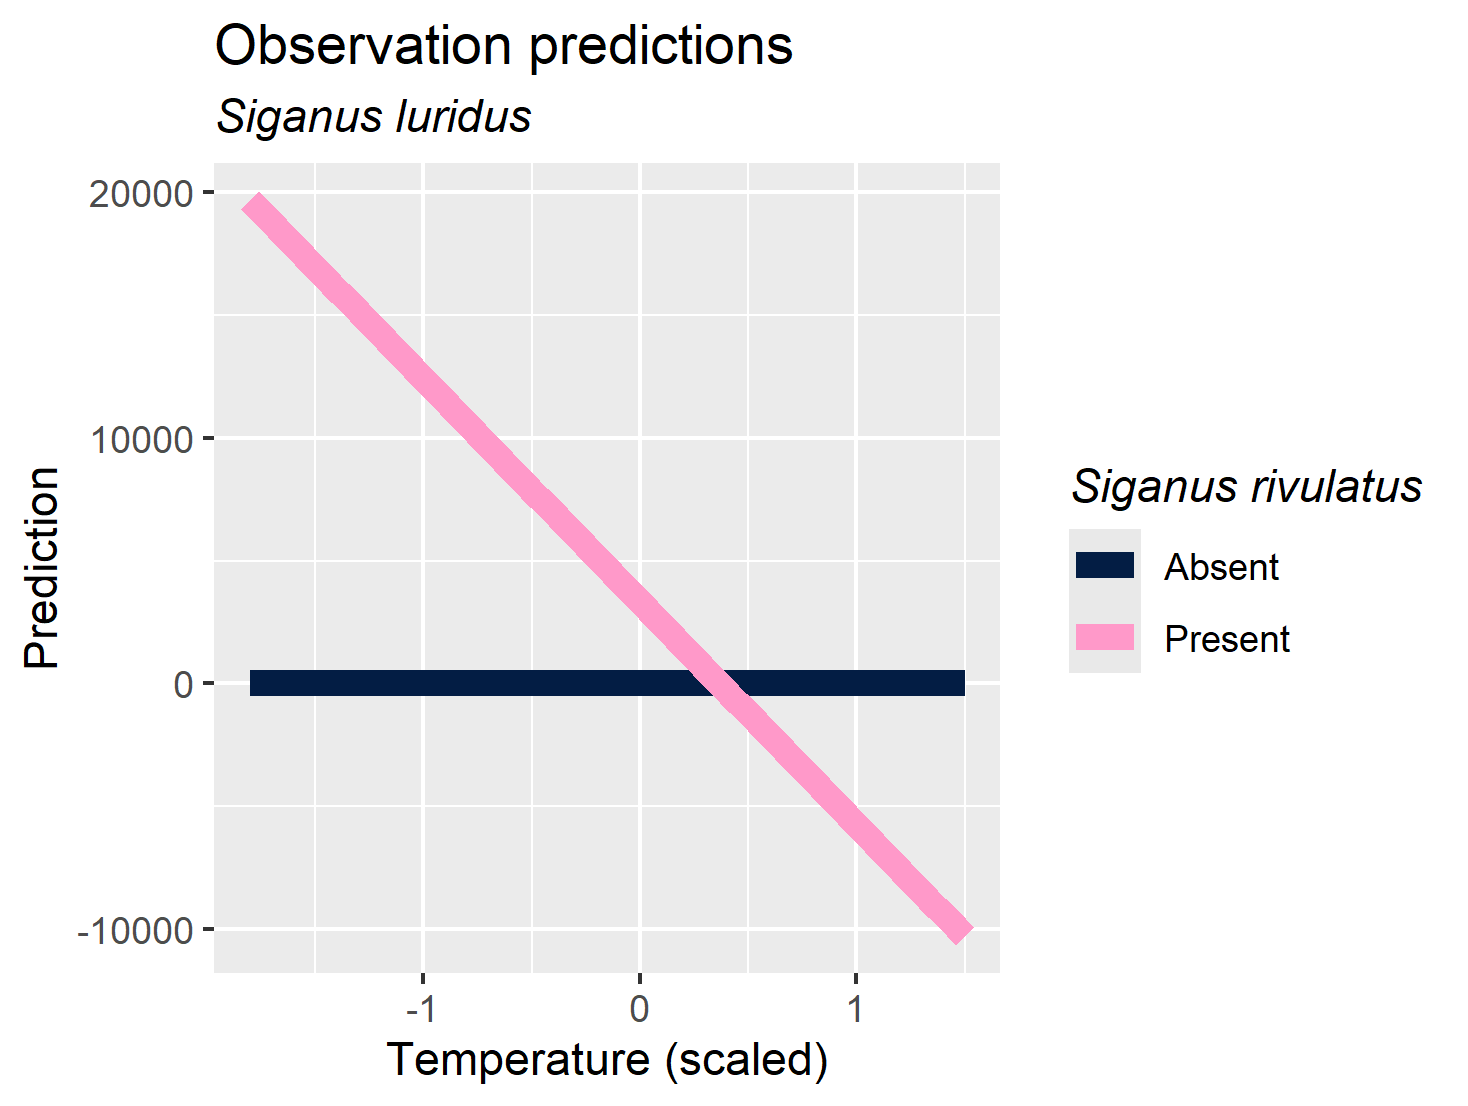 Observation predictions
Siganus luridus
20000
10000
0
-10000
Prediction
-1 0 1
Temperature (scaled)
Siganus rivulatus
Absent
Present